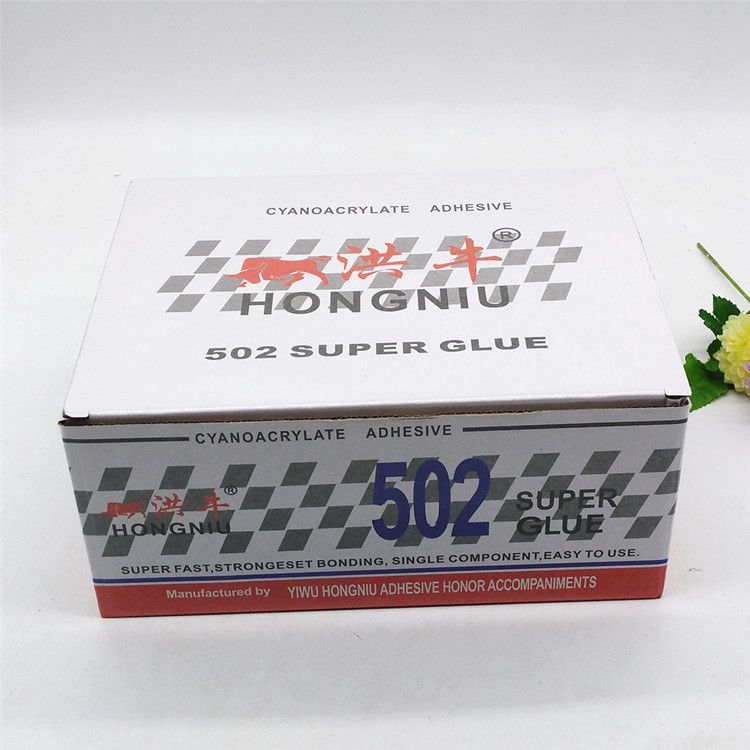 CYANOACRYLATE ADHESIVE
洪牛®
HONGNIU
502 SUPER GLUE
CYANOACRYLATE ADHESIVE
洪牛®
HONGNIU
502 SUPER
GLUE
SUPER FAST,STRONGESET BONDING, SINGLE COMPONENT,EASY TO USE.
Manufactured by YIWU HONGNIU ADHESIVE HONOR ACCOMPANIMENTS